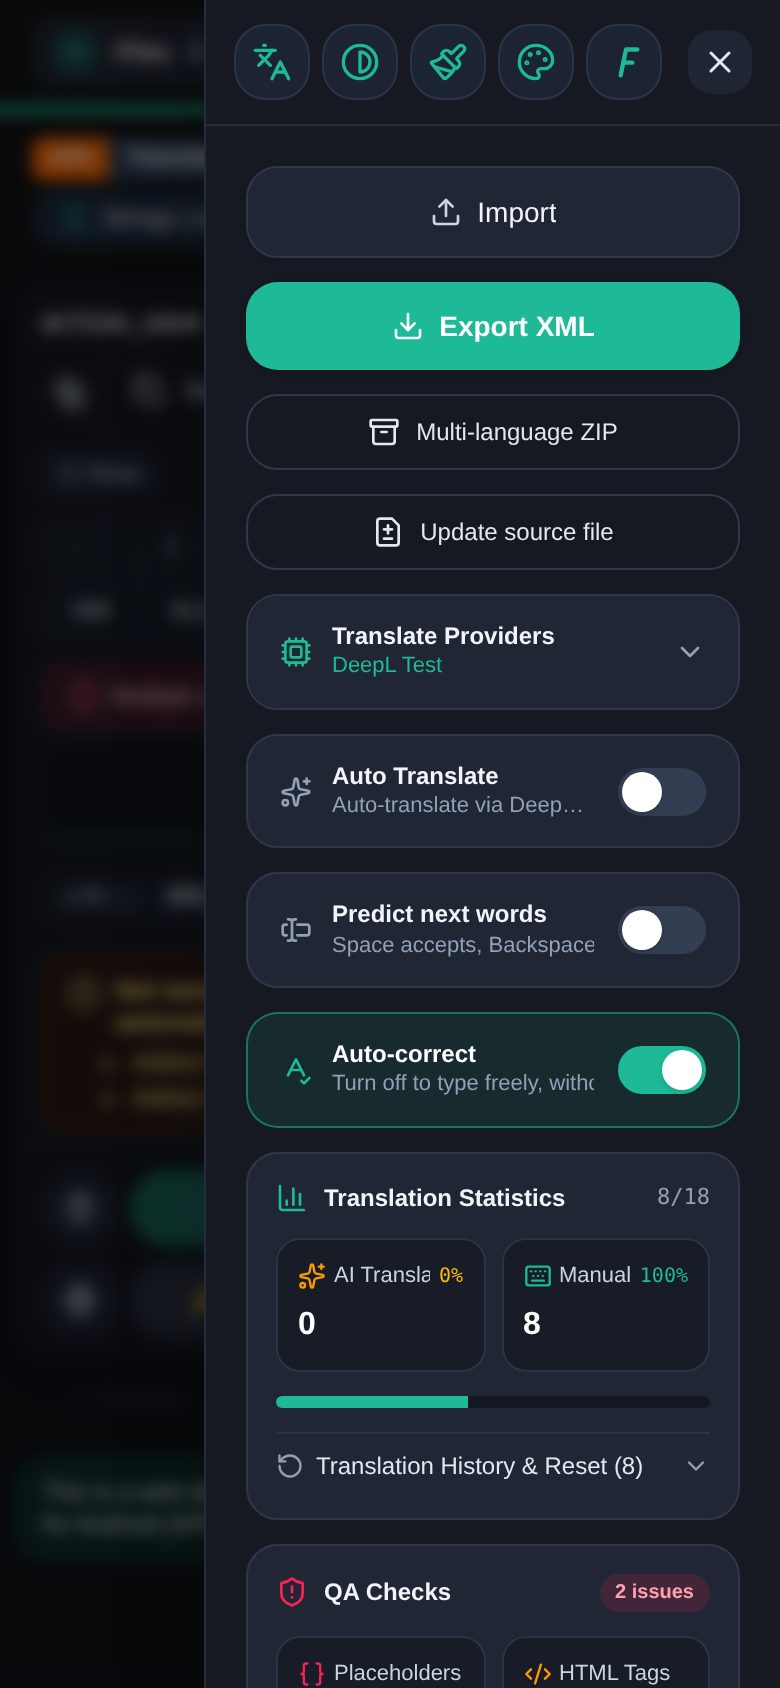 Import
Export XML
Multi-language ZIP
Update source file
Translate Providers
DeepL Test
Auto Translate
Auto-translate via Deep...
Predict next words
Space accepts, Backspace
Auto-correct
Turn off to type freely, witho
Translation Statistics 8/18
AI Transla 0% Manual 100%
0 8
Translation History & Reset (8)
QA Checks 2 issues
Placeholders HTML Tags